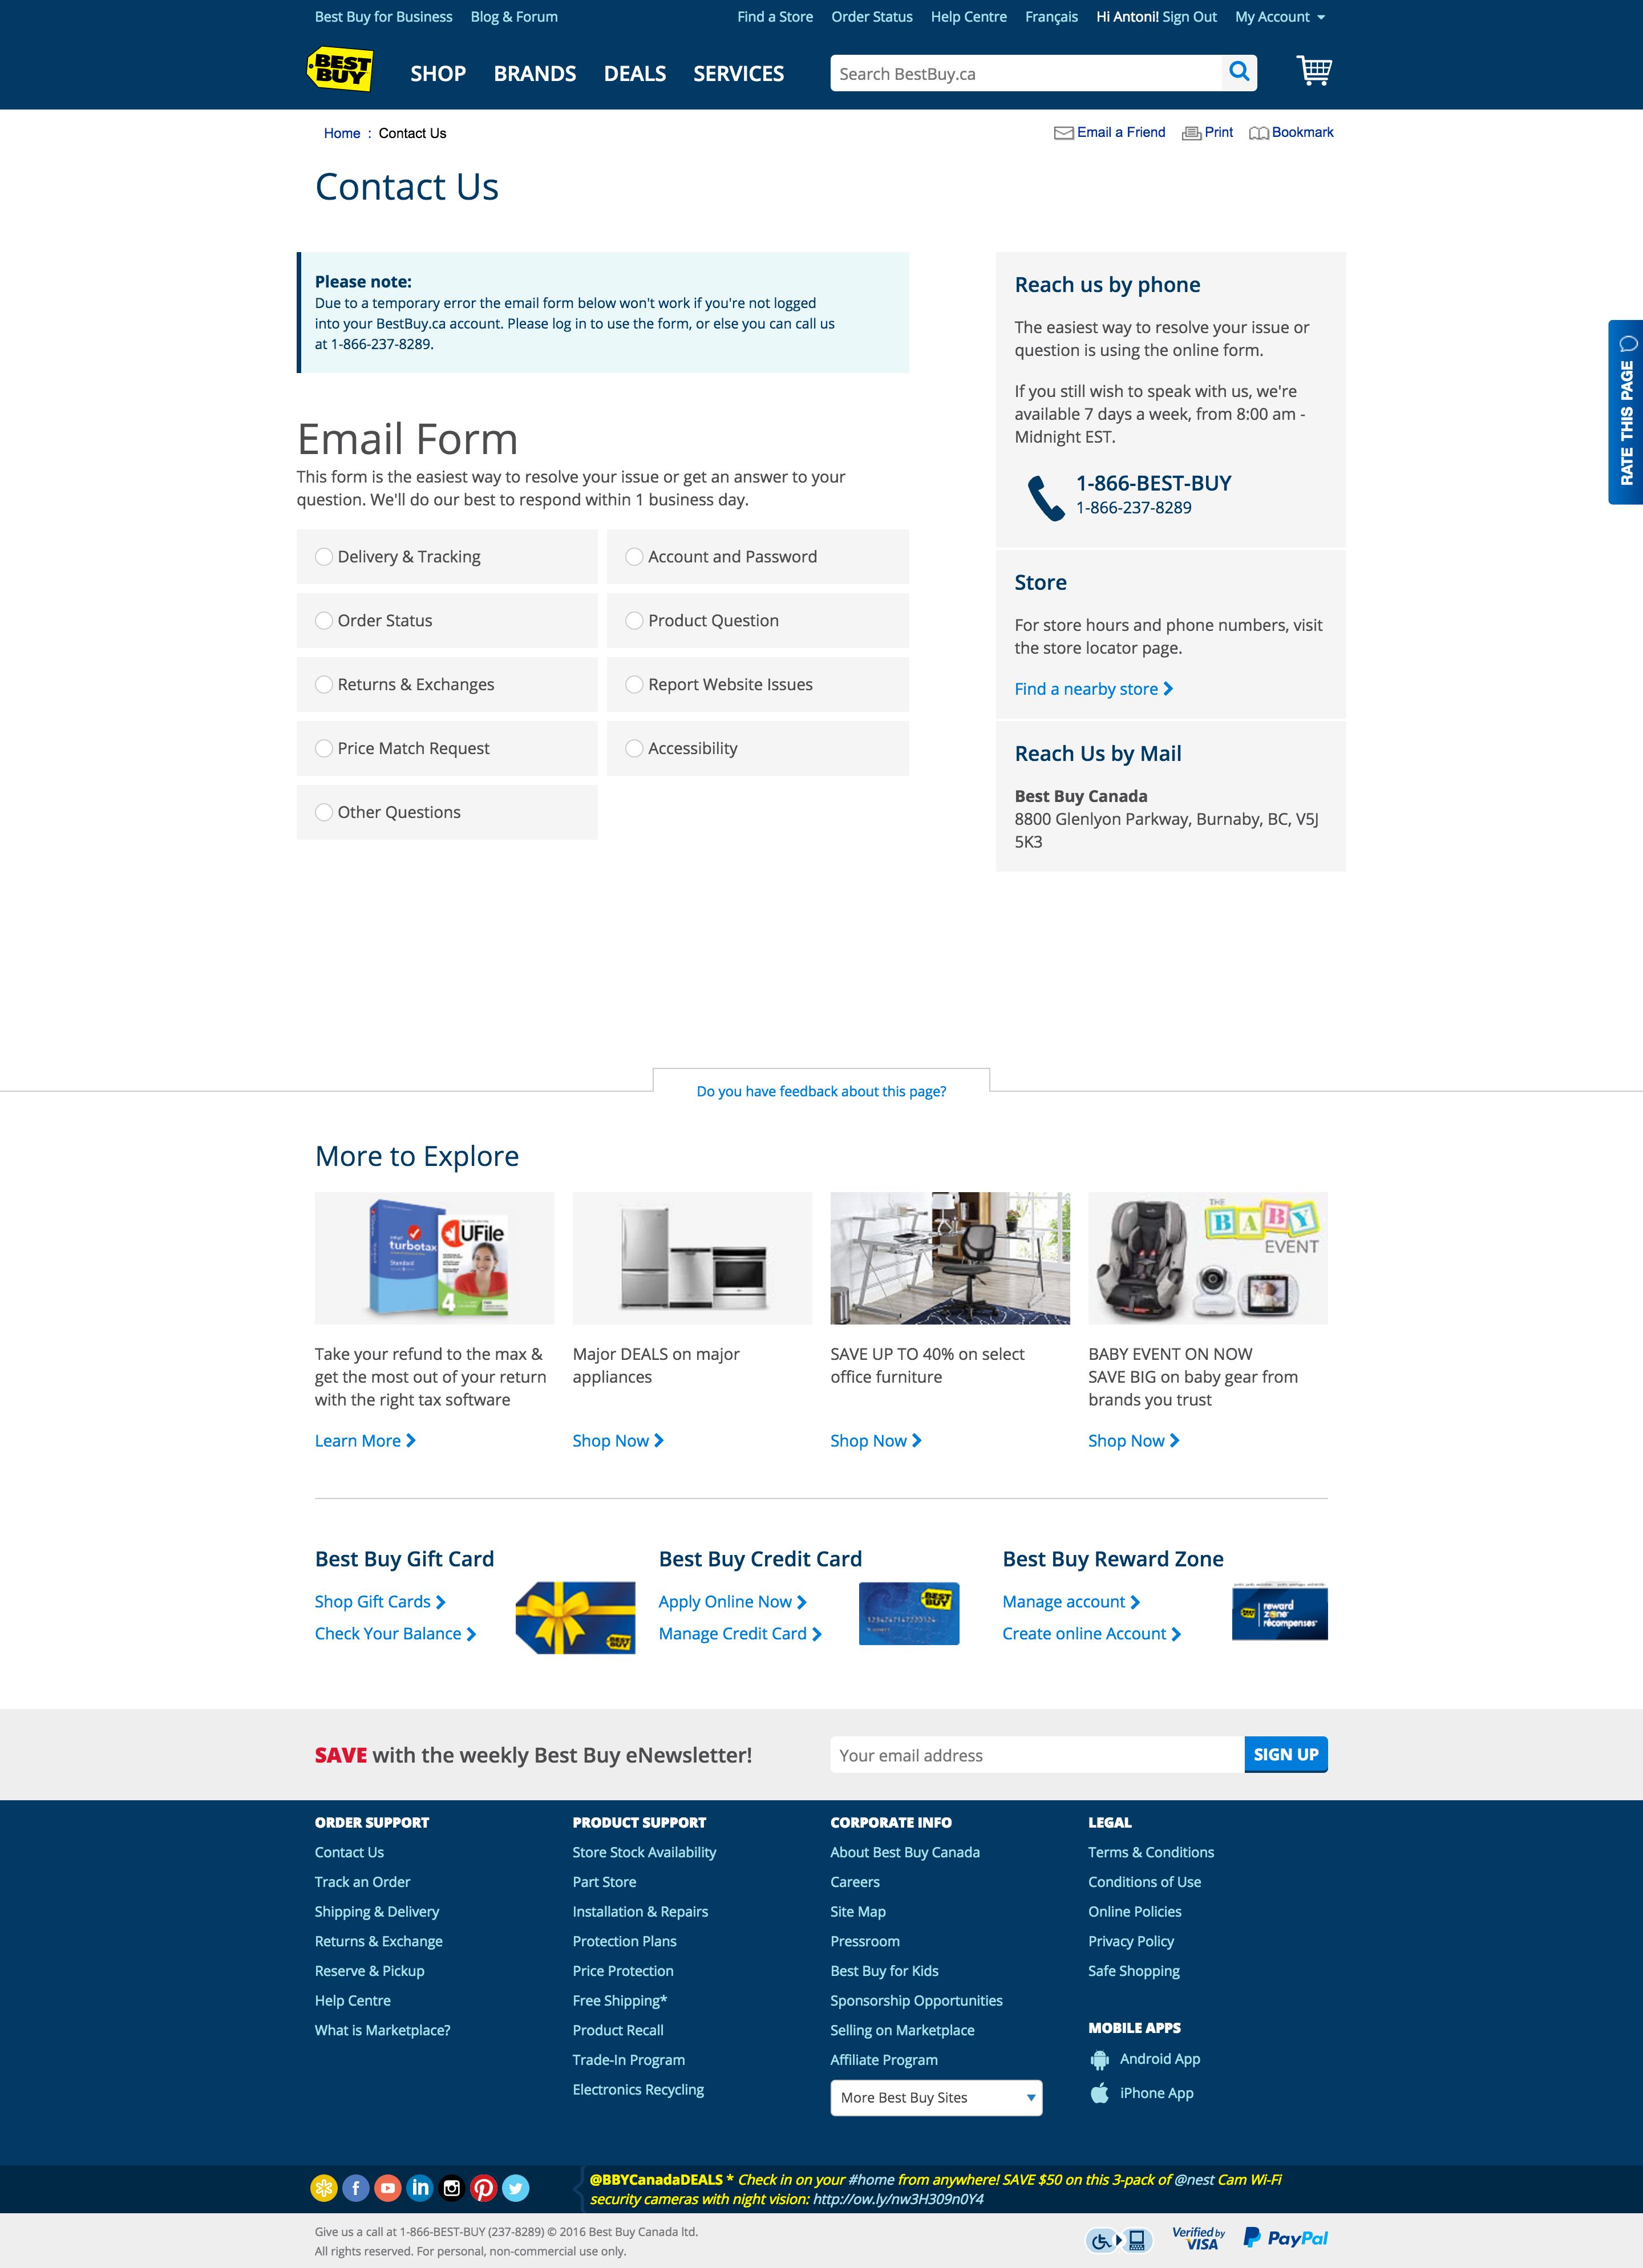 Best Buy for Business Blog & Forum Find a Store Order Status Help Centre Français Hi Antoni! Sign Out My Account
BEST BUY
SHOP BRANDS DEALS SERVICES
Search BestBuy.ca
Home : Contact Us
Email a Friend Print Bookmark
Contact Us
Please note:
Due to a temporary error the email form below won't work if you're not logged
into your BestBuy.ca account. Please log in to use the form, or else you can call us
at 1-866-237-8289.
Email Form
This form is the easiest way to resolve your issue or get an answer to your
question. We'll do our best to respond within 1 business day.
Delivery & Tracking
Account and Password
Order Status
Product Question
Returns & Exchanges
Report Website Issues
Price Match Request
Accessibility
Other Questions
Reach us by phone
The easiest way to resolve your issue or
question is using the online form.
If you still wish to speak with us, we're
available 7 days a week, from 8:00 am -
Midnight EST.
1-866-BEST-BUY
1-866-237-8289
Store
For store hours and phone numbers, visit
the store locator page.
Find a nearby store
Reach Us by Mail
Best Buy Canada
8800 Glenlyon Parkway, Burnaby, BC, V5J
5K3
RATE THIS PAGE
Do you have feedback about this page?
More to Explore
turbotax
Standard
UFile
4
THE
BABY
EVENT
Take your refund to the max &
get the most out of your return
with the right tax software
Learn More
Major DEALS on major
appliances
Shop Now
SAVE UP TO 40% on select
office furniture
Shop Now
BABY EVENT ON NOW
SAVE BIG on baby gear from
brands you trust
Shop Now
Best Buy Gift Card
Shop Gift Cards
Check Your Balance
BEST BUY
Best Buy Credit Card
Apply Online Now
Manage Credit Card
BEST BUY
Best Buy Reward Zone
Manage account
Create online Account
reward
zone
récompenses
SAVE with the weekly Best Buy eNewsletter!
Your email address
SIGN UP
ORDER SUPPORT
Contact Us
Track an Order
Shipping & Delivery
Returns & Exchange
Reserve & Pickup
Help Centre
What is Marketplace?
PRODUCT SUPPORT
Store Stock Availability
Part Store
Installation & Repairs
Protection Plans
Price Protection
Free Shipping*
Product Recall
Trade-In Program
Electronics Recycling
CORPORATE INFO
About Best Buy Canada
Careers
Site Map
Pressroom
Best Buy for Kids
Sponsorship Opportunities
Selling on Marketplace
Affiliate Program
More Best Buy Sites
LEGAL
Terms & Conditions
Conditions of Use
Online Policies
Privacy Policy
Safe Shopping
MOBILE APPS
Android App
iPhone App
@BBYCanadaDEALS * Check in on your #home from anywhere! SAVE $50 on this 3-pack of @nest Cam Wi-Fi
security cameras with night vision: http://ow.ly/nw3H309n0Y4
Give us a call at 1-866-BEST-BUY (237-8289) © 2016 Best Buy Canada ltd.
All rights reserved. For personal, non-commercial use only.
Verified by
VISA
PayPal